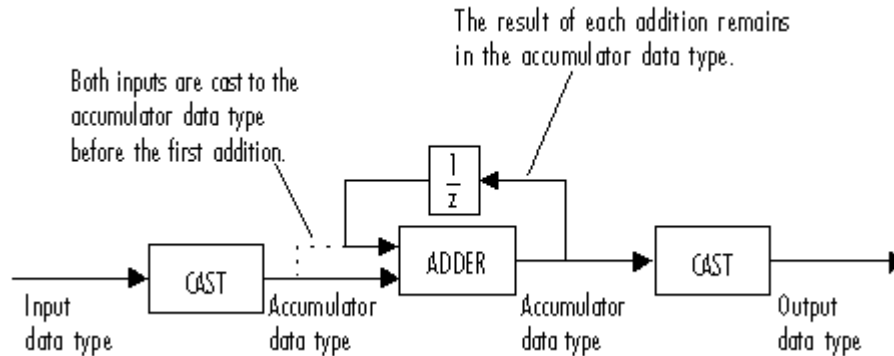 The result of each addition remains
in the accumulator data type.
Both inputs are cast to the
accumulator data type
before the first addition.
1
z
CAST
ADDER
CAST
Input
data type
Accumulator
data type
Accumulator
data type
Output
data type